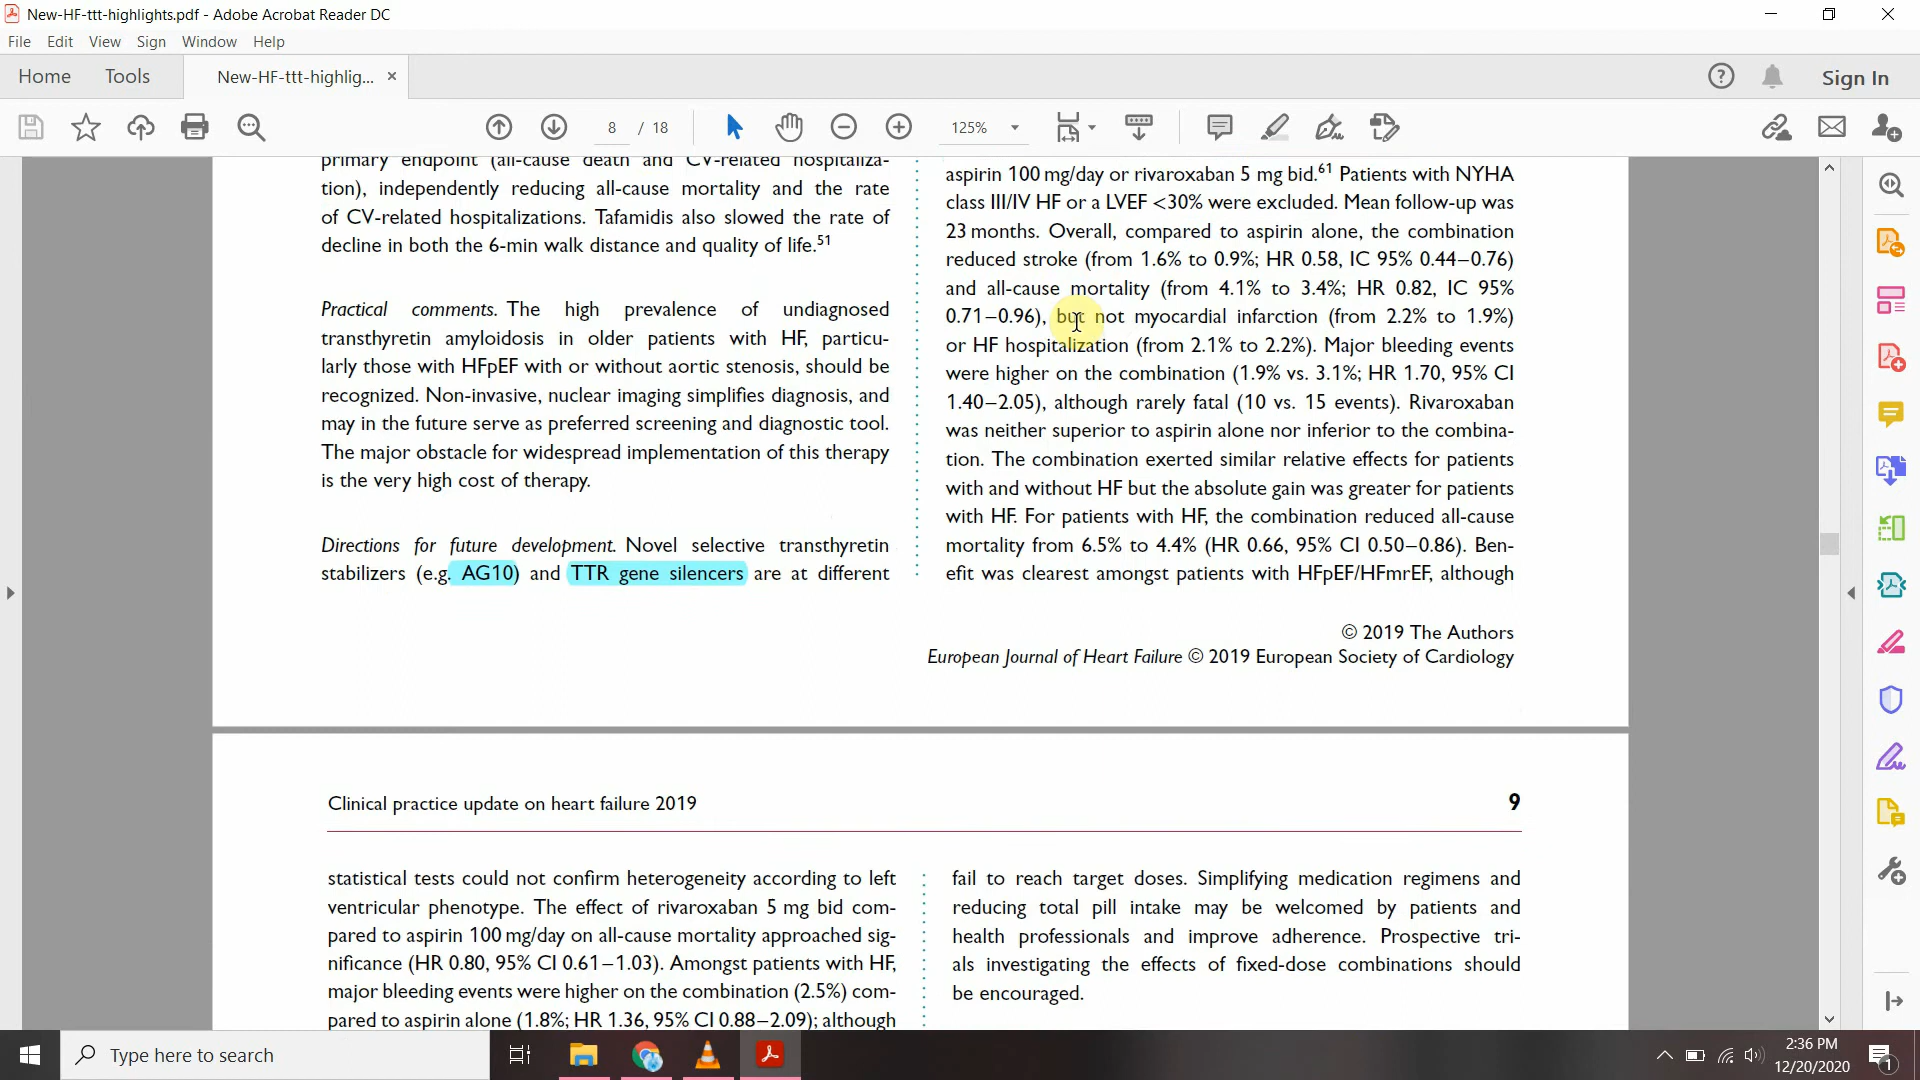 New-HF-ttt-highlights.pdf - Adobe Acrobat Reader DC
File Edit View Sign Window Help
Home Tools New-HF-ttt-highlig... × Sign In
8 / 18 125%
primary endpoint (all-cause death and CV-related hospitaliza-
tion), independently reducing all-cause mortality and the rate
of CV-related hospitalizations. Tafamidis also slowed the rate of
decline in both the 6-min walk distance and quality of life.51
Practical comments. The high prevalence of undiagnosed
transthyretin amyloidosis in older patients with HF, particu-
larly those with HFpEF with or without aortic stenosis, should be
recognized. Non-invasive, nuclear imaging simplifies diagnosis, and
may in the future serve as preferred screening and diagnostic tool.
The major obstacle for widespread implementation of this therapy
is the very high cost of therapy.
Directions for future development. Novel selective transthyretin
stabilizers (e.g. AG10) and TTR gene silencers are at different
aspirin 100 mg/day or rivaroxaban 5 mg bid.61 Patients with NYHA
class III/IV HF or a LVEF <30% were excluded. Mean follow-up was
23 months. Overall, compared to aspirin alone, the combination
reduced stroke (from 1.6% to 0.9%; HR 0.58, IC 95% 0.44–0.76)
and all-cause mortality (from 4.1% to 3.4%; HR 0.82, IC 95%
0.71–0.96), but not myocardial infarction (from 2.2% to 1.9%)
or HF hospitalization (from 2.1% to 2.2%). Major bleeding events
were higher on the combination (1.9% vs. 3.1%; HR 1.70, 95% CI
1.40–2.05), although rarely fatal (10 vs. 15 events). Rivaroxaban
was neither superior to aspirin alone nor inferior to the combina-
tion. The combination exerted similar relative effects for patients
with and without HF but the absolute gain was greater for patients
with HF. For patients with HF, the combination reduced all-cause
mortality from 6.5% to 4.4% (HR 0.66, 95% CI 0.50–0.86). Ben-
efit was clearest amongst patients with HFpEF/HFmrEF, although
© 2019 The Authors
European Journal of Heart Failure © 2019 European Society of Cardiology
Clinical practice update on heart failure 2019 9
statistical tests could not confirm heterogeneity according to left
ventricular phenotype. The effect of rivaroxaban 5 mg bid com-
pared to aspirin 100 mg/day on all-cause mortality approached sig-
nificance (HR 0.80, 95% CI 0.61–1.03). Amongst patients with HF,
major bleeding events were higher on the combination (2.5%) com-
pared to aspirin alone (1.8%; HR 1.36, 95% CI 0.88–2.09); although
fail to reach target doses. Simplifying medication regimens and
reducing total pill intake may be welcomed by patients and
health professionals and improve adherence. Prospective tri-
als investigating the effects of fixed-dose combinations should
be encouraged.
Type here to search
2:36 PM
12/20/2020
1